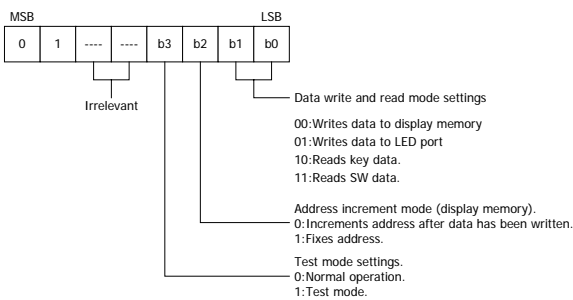 MSB LSB
0 1 ---- ---- b3 b2 b1 b0
Irrelevant
Data write and read mode settings
00:Writes data to display memory
01:Writes data to LED port
10:Reads key data.
11:Reads SW data.
Address increment mode (display memory).
0:Increments address after data has been written.
1:Fixes address.
Test mode settings.
0:Normal operation.
1:Test mode.